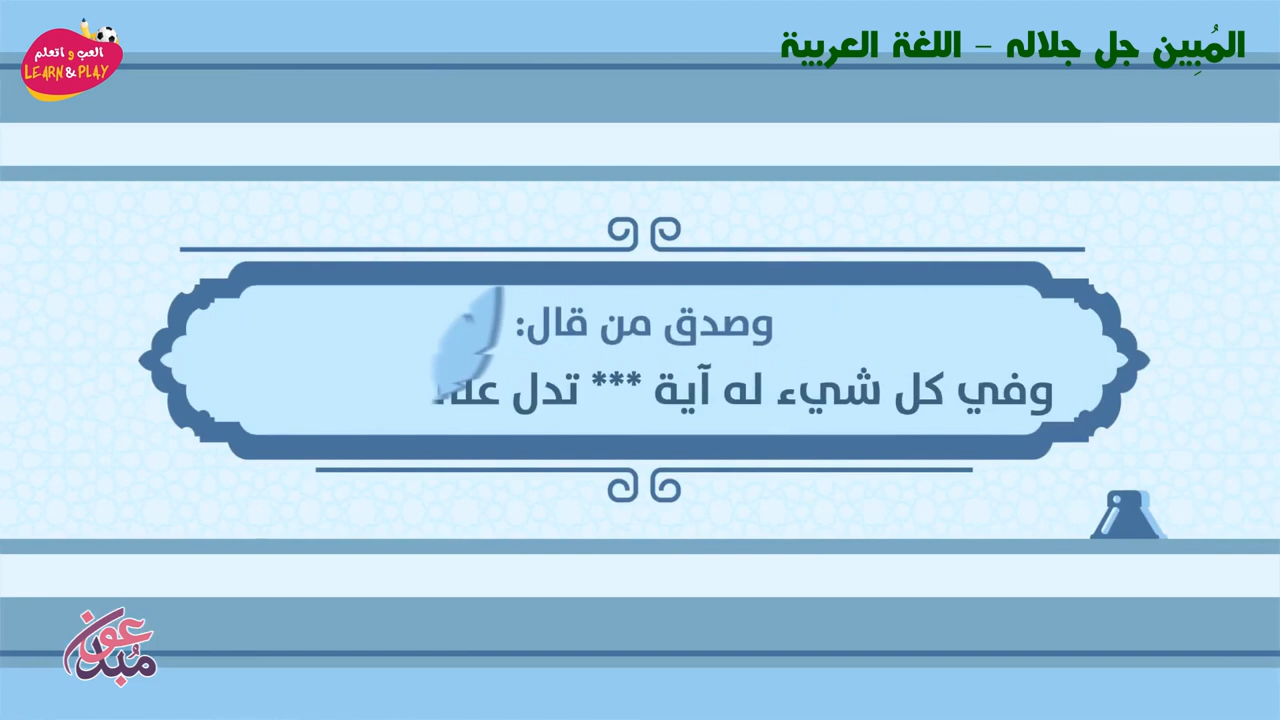 المُبِين جل جلاله – اللغة العربية
العب و اتعلم
LEARN & PLAY
وصدق من قال:
وفي كل شيء له آية *** تدل
مُبدعون